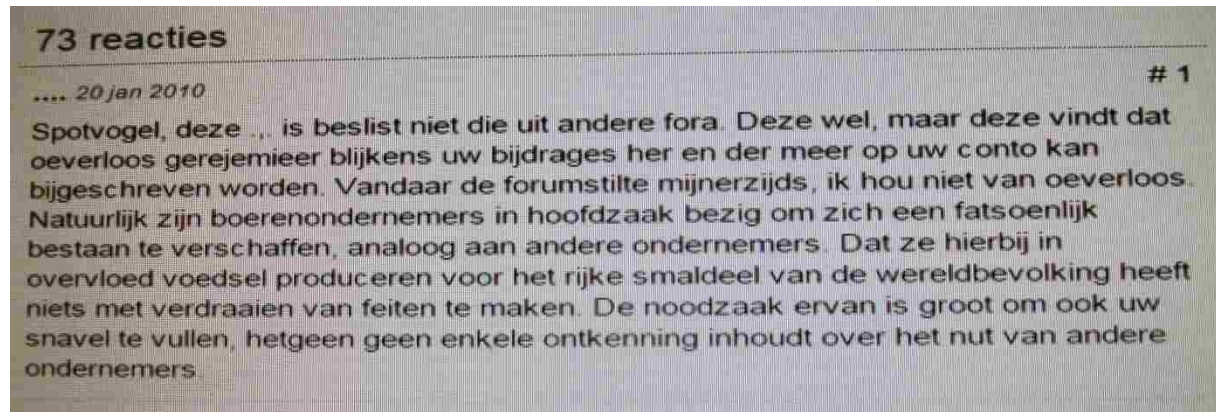 73 reacties
# 1
.... 20 jan 2010
Spotvogel, deze .,. is beslist niet die uit andere fora. Deze wel, maar deze vindt dat
oeverloos gerejemieer blijkens uw bijdrages her en der meer op uw conto kan
bijgeschreven worden. Vandaar de forumstilte mijnerzijds, ik hou niet van oeverloos.
Natuurlijk zijn boerenondernemers in hoofdzaak bezig om zich een fatsoenlijk
bestaan te verschaffen, analoog aan andere ondernemers. Dat ze hierbij in
overvloed voedsel produceren voor het rijke smaldeel van de wereldbevolking heeft
niets met verdraaien van feiten te maken. De noodzaak ervan is groot om ook uw
snavel te vullen, hetgeen geen enkele ontkenning inhoudt over het nut van andere
ondernemers.